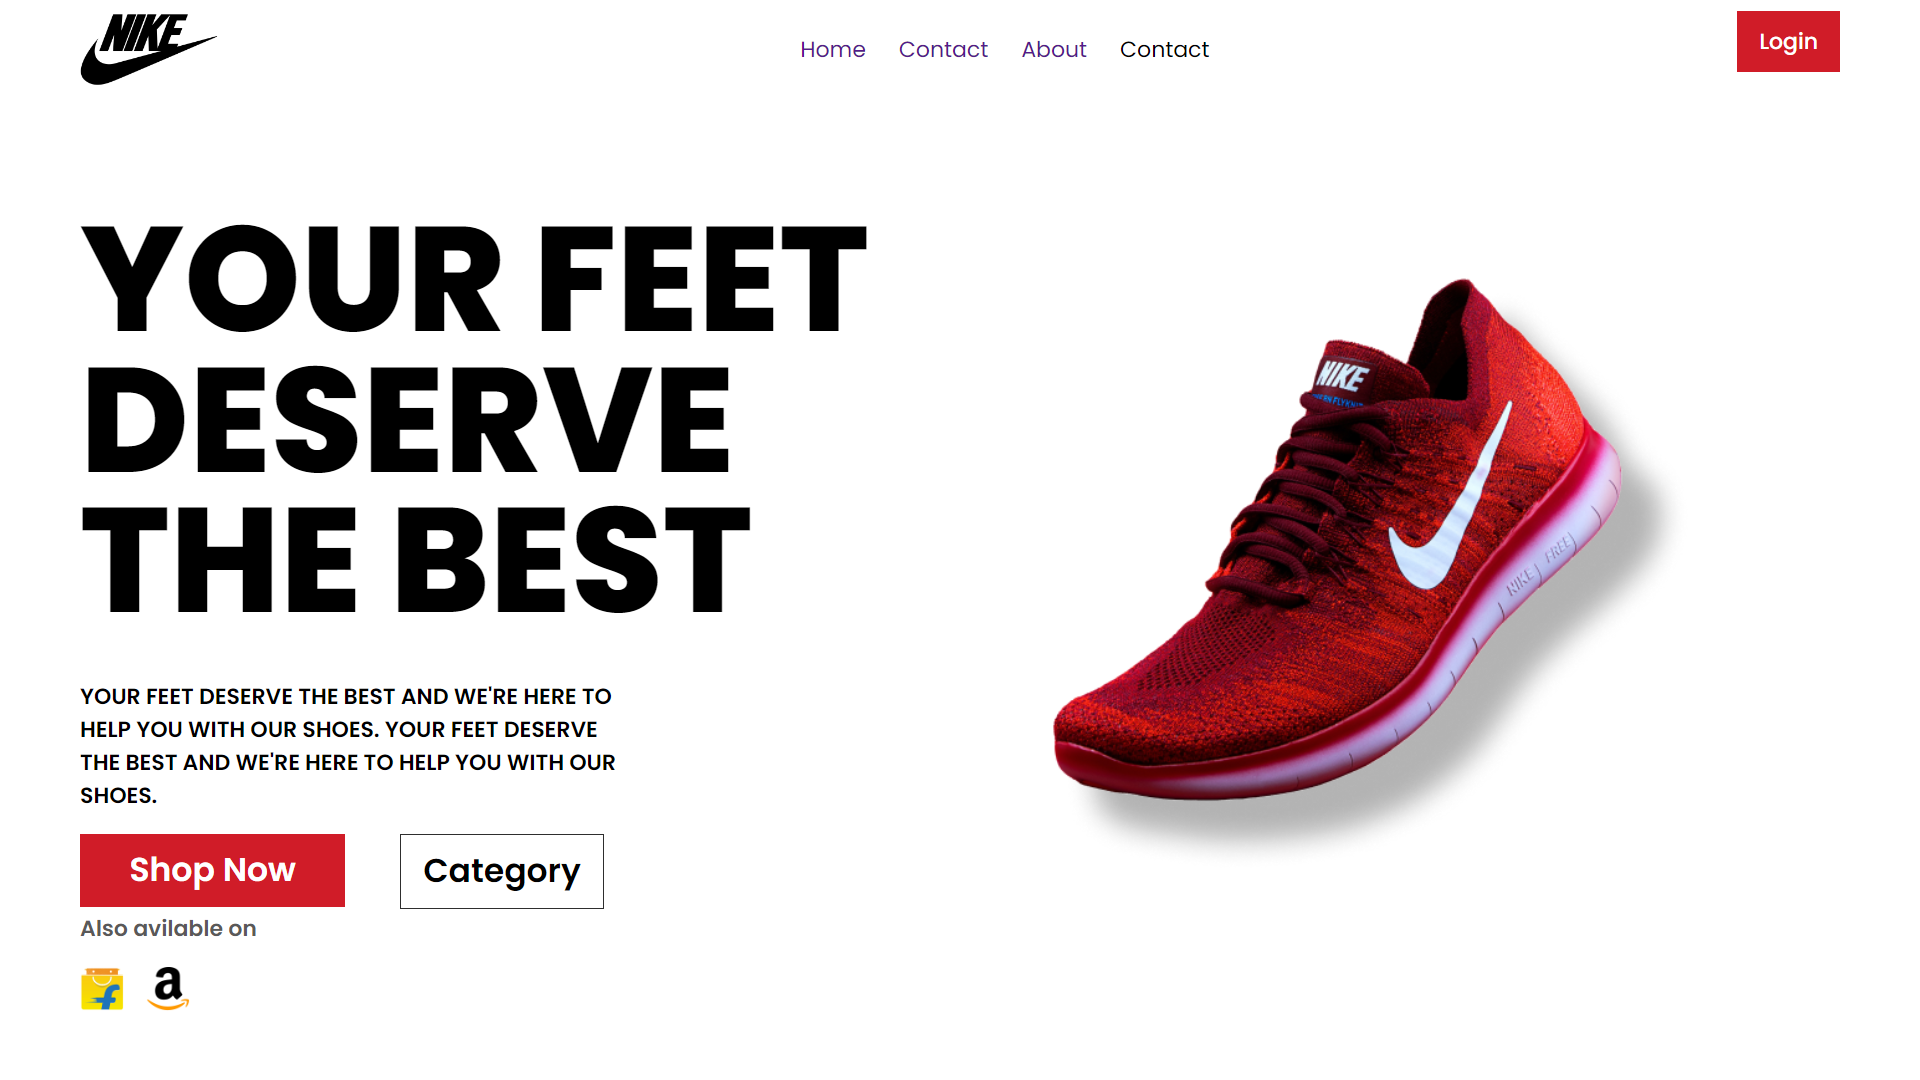 NIKE
Home Contact About Contact
Login
YOUR FEET
DESERVE
THE BEST
NIKE
NIKE FREE
YOUR FEET DESERVE THE BEST AND WE'RE HERE TO
HELP YOU WITH OUR SHOES. YOUR FEET DESERVE
THE BEST AND WE'RE HERE TO HELP YOU WITH OUR
SHOES.
Shop Now
Category
Also avilable on
f
a